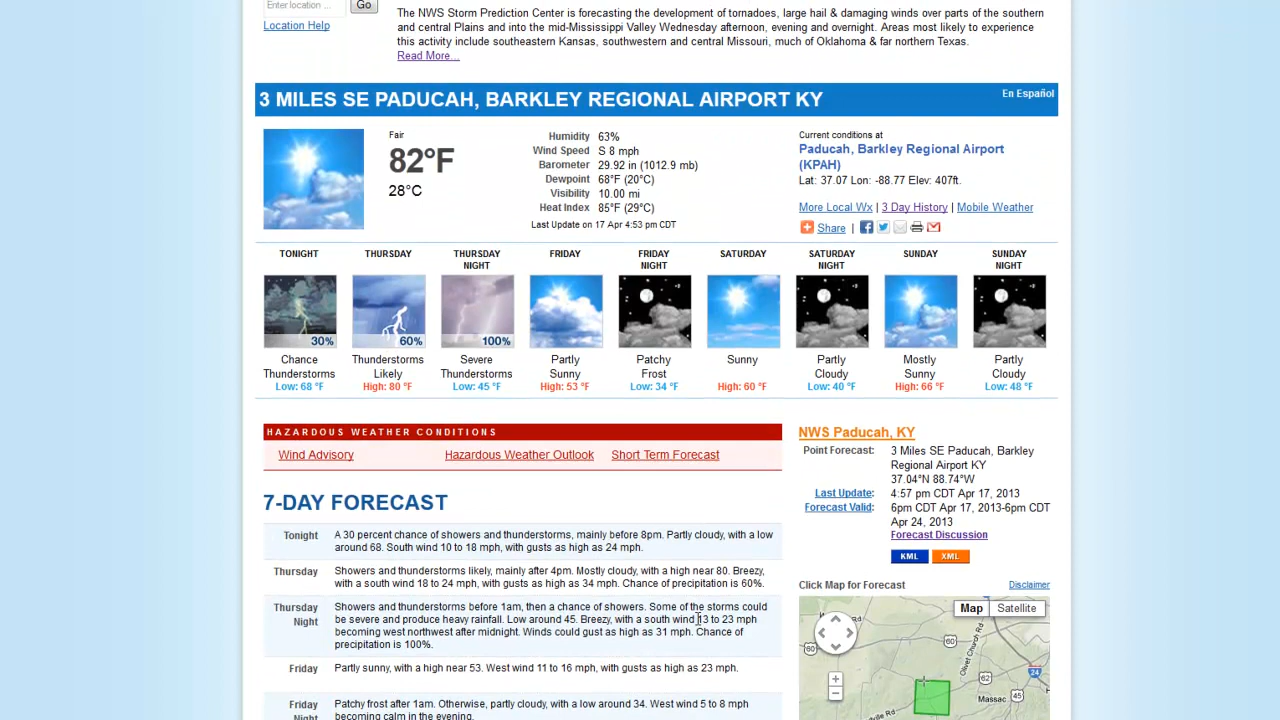 Enter location ...
Go
Location Help
The NWS Storm Prediction Center is forecasting the development of tornadoes, large hail & damaging winds over parts of the southern
and central Plains and into the mid-Mississippi Valley Wednesday afternoon, evening and overnight. Areas most likely to experience
this activity include southeastern Kansas, southwestern and central Missouri, much of Oklahoma & far northern Texas.
Read More...
3 MILES SE PADUCAH, BARKLEY REGIONAL AIRPORT KY
En Español
Fair
82°F
28°C
Humidity 63%
Wind Speed S 8 mph
Barometer 29.92 in (1012.9 mb)
Dewpoint 68°F (20°C)
Visibility 10.00 mi
Heat Index 85°F (29°C)
Last Update on 17 Apr 4:53 pm CDT
Current conditions at
Paducah, Barkley Regional Airport
(KPAH)
Lat: 37.07 Lon: -88.77 Elev: 407ft.
More Local Wx | 3 Day History | Mobile Weather
Share |
TONIGHT
30%
Chance
Thunderstorms
Low: 68 °F
THURSDAY
60%
Thunderstorms
Likely
High: 80 °F
THURSDAY
NIGHT
100%
Severe
Thunderstorms
Low: 45 °F
FRIDAY
Partly
Sunny
High: 53 °F
FRIDAY
NIGHT
Patchy
Frost
Low: 34 °F
SATURDAY
Sunny
High: 60 °F
SATURDAY
NIGHT
Partly
Cloudy
Low: 40 °F
SUNDAY
Mostly
Sunny
High: 66 °F
SUNDAY
NIGHT
Partly
Cloudy
Low: 48 °F
HAZARDOUS WEATHER CONDITIONS
Wind Advisory
Hazardous Weather Outlook
Short Term Forecast
7-DAY FORECAST
Tonight
A 30 percent chance of showers and thunderstorms, mainly before 8pm. Partly cloudy, with a low
around 68. South wind 10 to 18 mph, with gusts as high as 24 mph.
Thursday
Showers and thunderstorms likely, mainly after 4pm. Mostly cloudy, with a high near 80. Breezy,
with a south wind 18 to 24 mph, with gusts as high as 34 mph. Chance of precipitation is 60%.
Thursday
Night
Showers and thunderstorms before 1am, then a chance of showers. Some of the storms could
be severe and produce heavy rainfall. Low around 45. Breezy, with a south wind 13 to 23 mph
becoming west northwest after midnight. Winds could gust as high as 31 mph. Chance of
precipitation is 100%.
Friday
Partly sunny, with a high near 53. West wind 11 to 16 mph, with gusts as high as 23 mph.
Friday
Night
Patchy frost after 1am. Otherwise, partly cloudy, with a low around 34. West wind 5 to 8 mph
becoming calm in the evening.
NWS Paducah, KY
Point Forecast: 3 Miles SE Paducah, Barkley
Regional Airport KY
37.04°N 88.74°W
Last Update: 4:57 pm CDT Apr 17, 2013
Forecast Valid: 6pm CDT Apr 17, 2013-6pm CDT
Apr 24, 2013
Forecast Discussion
KML
XML
Click Map for Forecast
Disclaimer
Map
Satellite
60
60
Olivet Church Rd
62
24
Massac
45